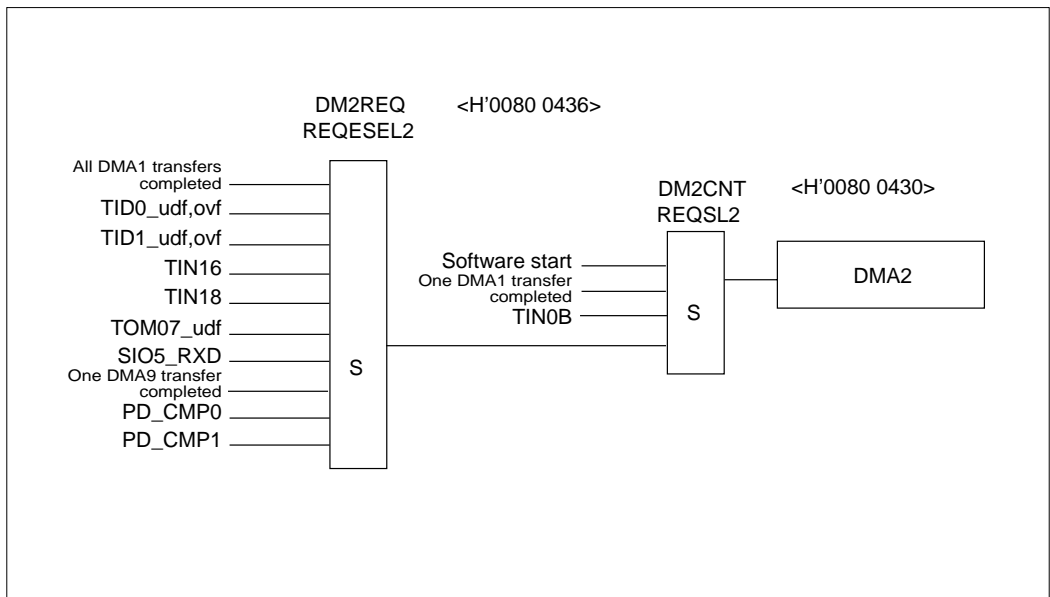 DM2REQ <H'0080 0436>
REQESEL2
All DMA1 transfers
completed
TID0_udf,ovf
TID1_udf,ovf
TIN16
TIN18
TOM07_udf
SIO5_RXD
One DMA9 transfer
completed
PD_CMP0
PD_CMP1
S
DM2CNT <H'0080 0430>
REQSL2
Software start
One DMA1 transfer
completed
TIN0B
S
DMA2